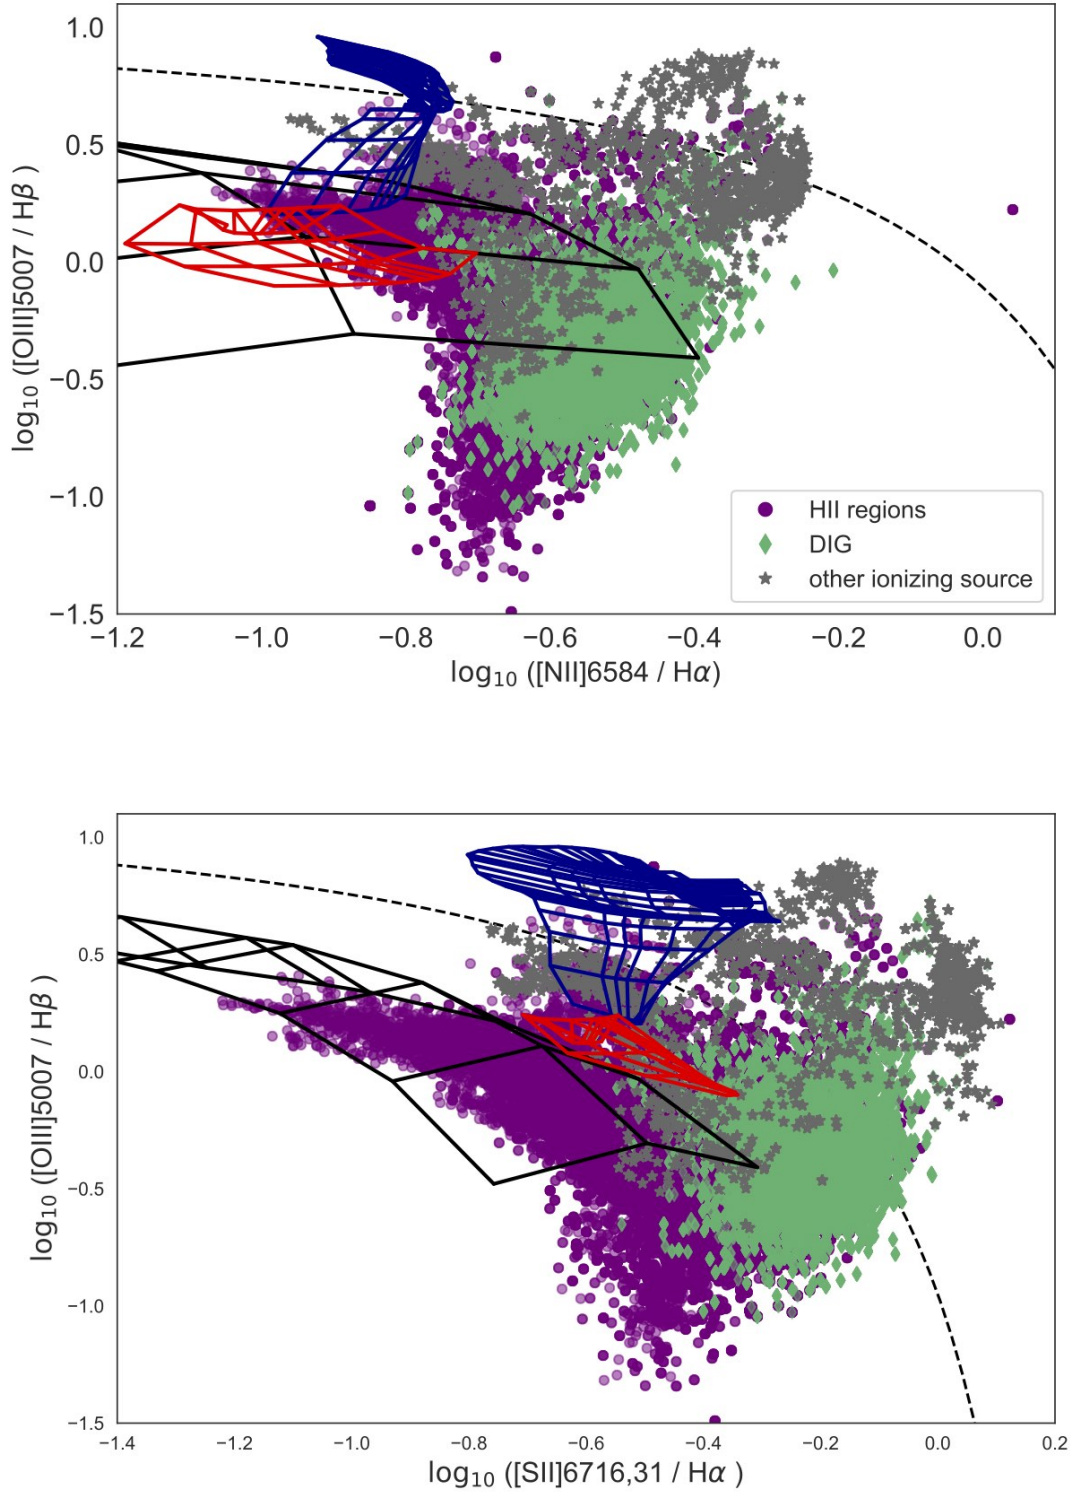 1.0
0.5
0.0
−0.5
−1.0
−1.5
log₁₀ ([OIII]5007 / Hβ )
HII regions
DIG
other ionizing source
−1.2 −1.0 −0.8 −0.6 −0.4 −0.2 0.0
log₁₀ ([NII]6584 / Hα)
1.0
0.5
0.0
−0.5
−1.0
−1.5
log₁₀ ([OIII]5007 / Hβ )
−1.4 −1.2 −1.0 −0.8 −0.6 −0.4 −0.2 0.0 0.2
log₁₀ ([SII]6716,31 / Hα )